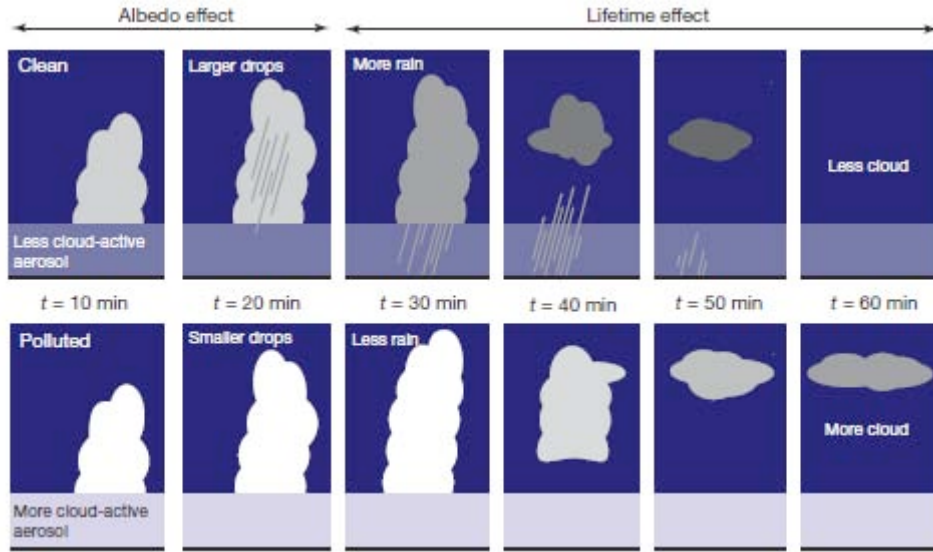 Albedo effect Lifetime effect
Clean Larger drops More rain
Less cloud
Less cloud-active
aerosol
t = 10 min t = 20 min t = 30 min t = 40 min t = 50 min t = 60 min
Polluted Smaller drops Less rain
More cloud
More cloud-active
aerosol